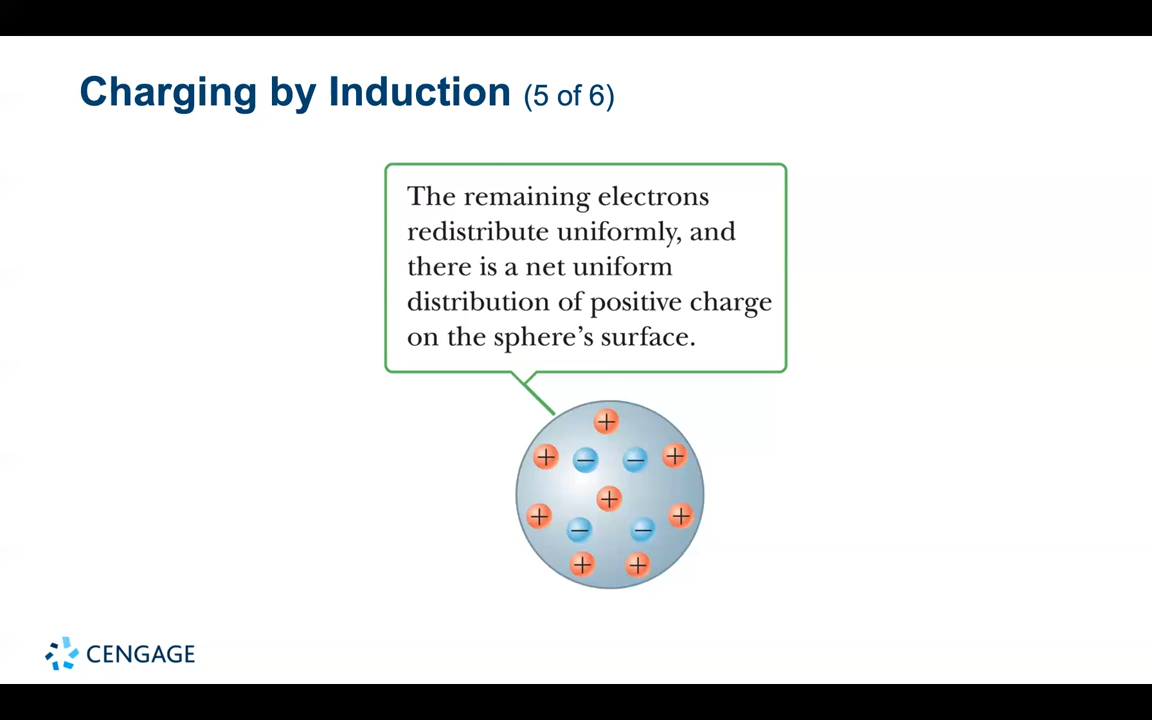 Charging by Induction (5 of 6)
The remaining electrons
redistribute uniformly, and
there is a net uniform
distribution of positive charge
on the sphere’s surface.
+
+ − − +
+
+ − − +
+ +
CENGAGE